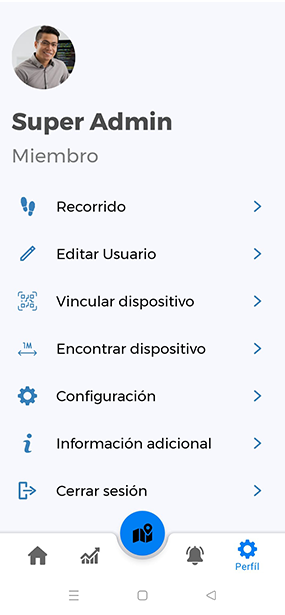 Super Admin
Miembro
Recorrido
Editar Usuario
Vincular dispositivo
1M
Encontrar dispositivo
Configuración
Información adicional
Cerrar sesión
Perfil